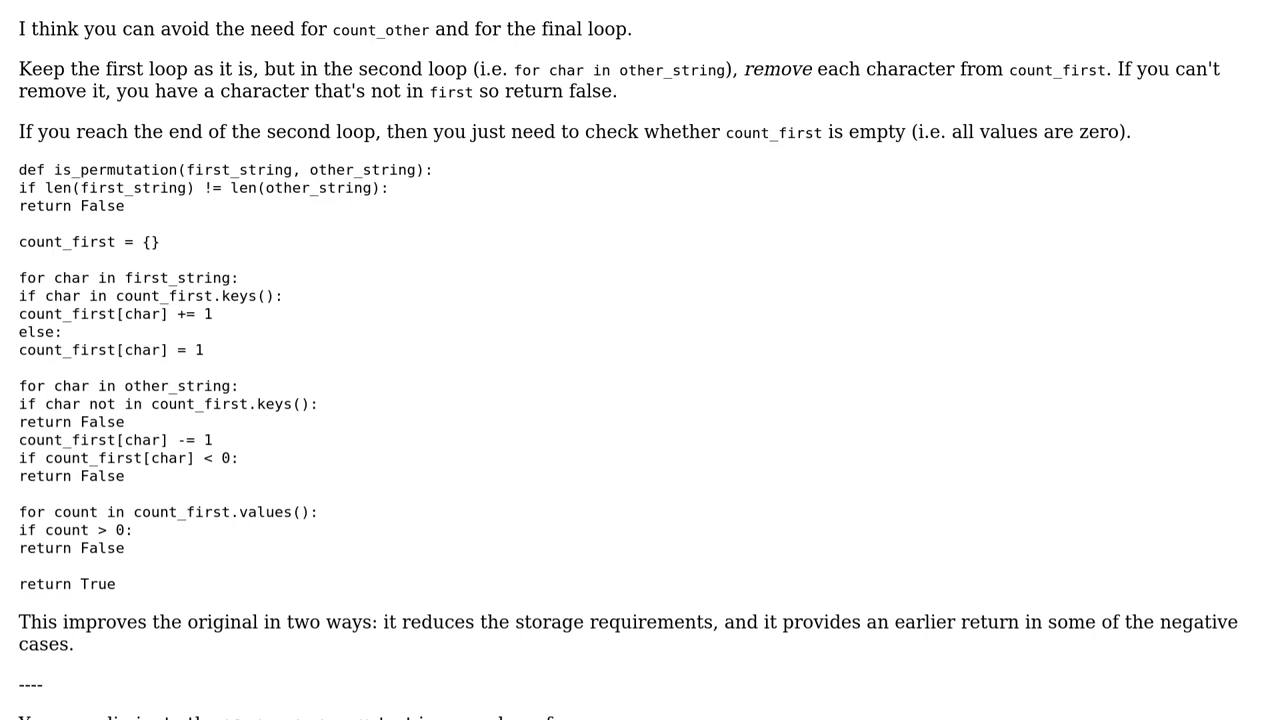 I think you can avoid the need for count_other and for the final loop.
Keep the first loop as it is, but in the second loop (i.e. for char in other_string), remove each character from count_first. If you can't
remove it, you have a character that's not in first so return false.
If you reach the end of the second loop, then you just need to check whether count_first is empty (i.e. all values are zero).
def is_permutation(first_string, other_string):
if len(first_string) != len(other_string):
return False
count_first = {}
for char in first_string:
if char in count_first.keys():
count_first[char] += 1
else:
count_first[char] = 1
for char in other_string:
if char not in count_first.keys():
return False
count_first[char] -= 1
if count_first[char] < 0:
return False
for count in count_first.values():
if count > 0:
return False
return True
This improves the original in two ways: it reduces the storage requirements, and it provides an earlier return in some of the negative
cases.
----